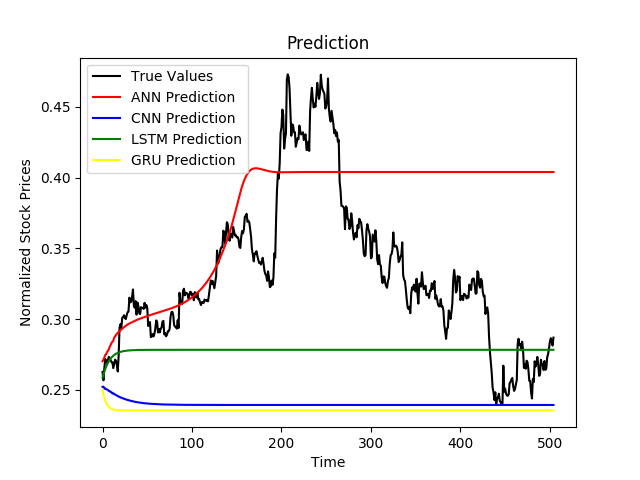 Prediction
True Values
ANN Prediction
CNN Prediction
LSTM Prediction
GRU Prediction
Normalized Stock Prices
0.45
0.40
0.35
0.30
0.25
0 100 200 300 400 500
Time